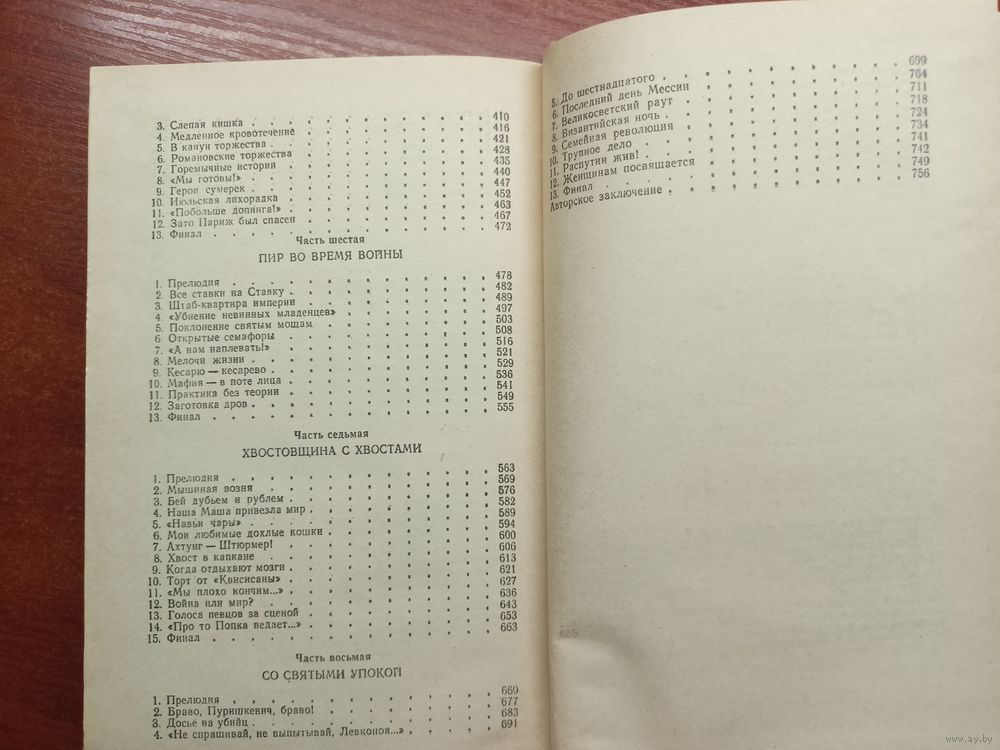 3. Слепая кишка . . . . . . . . . . . . 410
4. Медленное кровотечение . . . . . . . . 416
5. В канун торжества . . . . . . . . . . 421
6. Романовские торжества . . . . . . . . 428
7. Горемычные истории . . . . . . . . . 435
8. «Мы готовы!» . . . . . . . . . . . . 440
9. Герои сумерек . . . . . . . . . . . 447
10. Июльская лихорадка . . . . . . . . . 452
11. «Побольше допинга!» . . . . . . . . . 463
12. Зато Париж был спасен . . . . . . . . 467
13. Финал . . . . . . . . . . . . . . 472
Часть шестая
ПИР ВО ВРЕМЯ ВОЙНЫ
1. Прелюдия . . . . . . . . . . . . . 478
2. Все ставки на Ставку . . . . . . . . . 482
3. Штаб-квартира империи . . . . . . . . 489
4. «Убиение невинных младенцев» . . . . . . 497
5. Поклонение святым мощам . . . . . . . . 503
6 Открытые семафоры . . . . . . . . . 508
7. «А нам наплевать!» . . . . . . . . . . 516
8. Мелочи жизни . . . . . . . . . . . 521
9. Кесарю — кесарево . . . . . . . . . . 529
10. Мафия — в поте лица . . . . . . . . . 536
11. Практика без теории . . . . . . . . . 541
12. Заготовка дров . . . . . . . . . . . 549
13. Финал . . . . . . . . . . . . . . 555
Часть седьмая
ХВОСТОВЩИНА С ХВОСТАМИ
1. Прелюдия . . . . . . . . . . . . . 563
2. Мышиная возня . . . . . . . . . . . 569
3. Бей дубьем и рублем . . . . . . . . . 576
4. Наша Маша привезла мир . . . . . . . . 582
5. «Навьи чары» . . . . . . . . . . . . 589
6. Мои любимые дохлые кошки . . . . . . . 594
7. Ахтунг — Штюрмер! . . . . . . . . . . 600
8. Хвост в капкане . . . . . . . . . . . 606
9. Когда отдыхают мозги . . . . . . . . . 613
10. Торт от «Квисисаны» . . . . . . . . . 621
11. «Мы плохо кончим...» . . . . . . . . . 627
12. Война или мир? . . . . . . . . . . . 636
13. Голоса певцов за сценой . . . . . . . . 643
14. «Про то Попка ведает...» . . . . . . . . 653
15. Финал . . . . . . . . . . . . . . 663
Часть восьмая
СО СВЯТЫМИ УПОКОЙ
1. Прелюдия . . . . . . . . . . . . . 669
2. Браво, Пуришкевич, браво! . . . . . . . 677
3. Досье на убийц . . . . . . . . . . . 683
4. «Не спрашивай, не выпытывай, Левконоя...» . . . . 691
5. До шестнадцатого . . . . . . . . . . 699
6. Последний день Мессии . . . . . . . . 704
7. Великосветский раут . . . . . . . . . 711
8. Византийская ночь . . . . . . . . . . 718
9. Семейная революция . . . . . . . . . 724
10. Трупное дело . . . . . . . . . . . 734
11. Распутин жив! . . . . . . . . . . . 741
12. Женщинам посвящается . . . . . . . . 742
13. Финал . . . . . . . . . . . . . . 749
Авторское заключение . . . . . . . . . . 756
www.ay.by